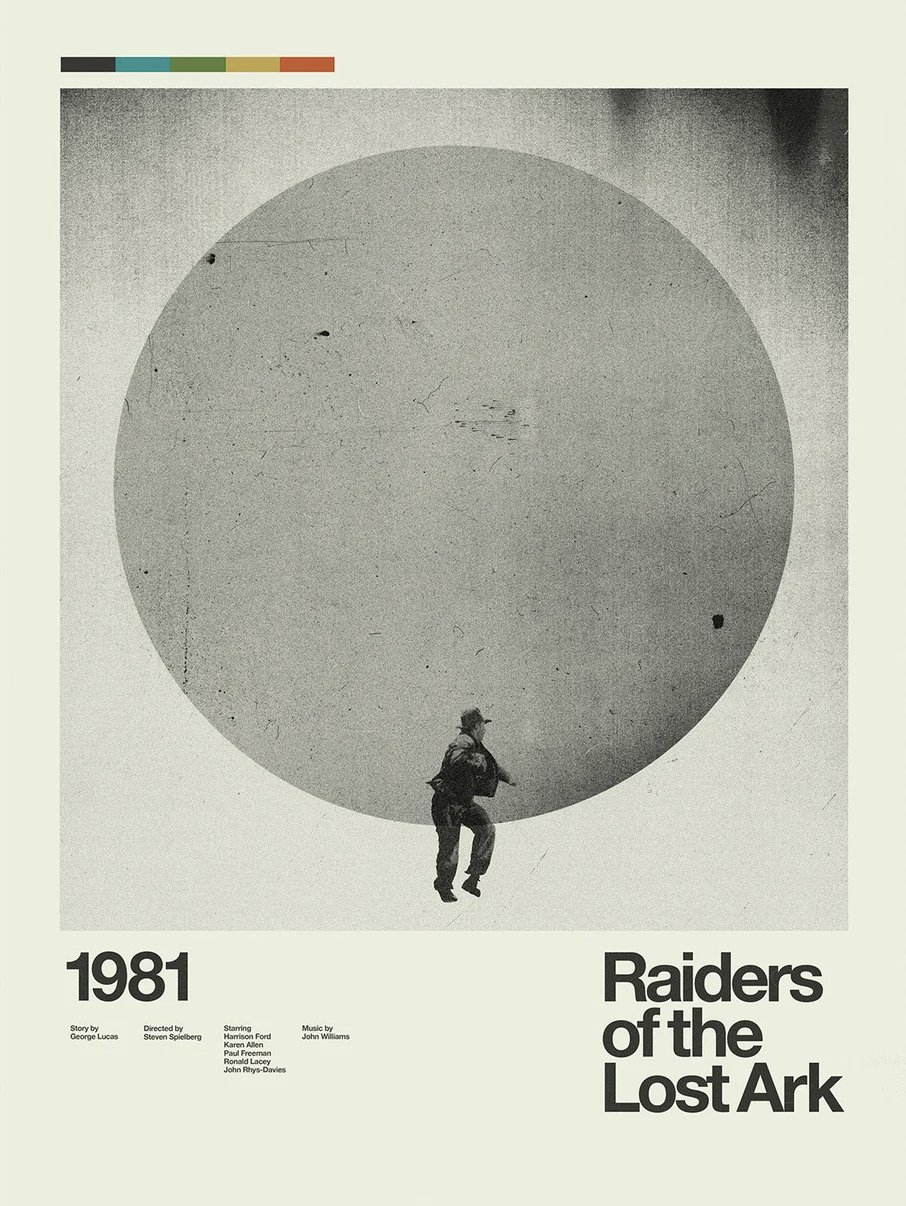 1981
Raiders
of the
Lost Ark
Story by
George Lucas
Directed by
Steven Spielberg
Starring
Harrison Ford
Karen Allen
Paul Freeman
Ronald Lacey
John Rhys-Davies
Music by
John Williams